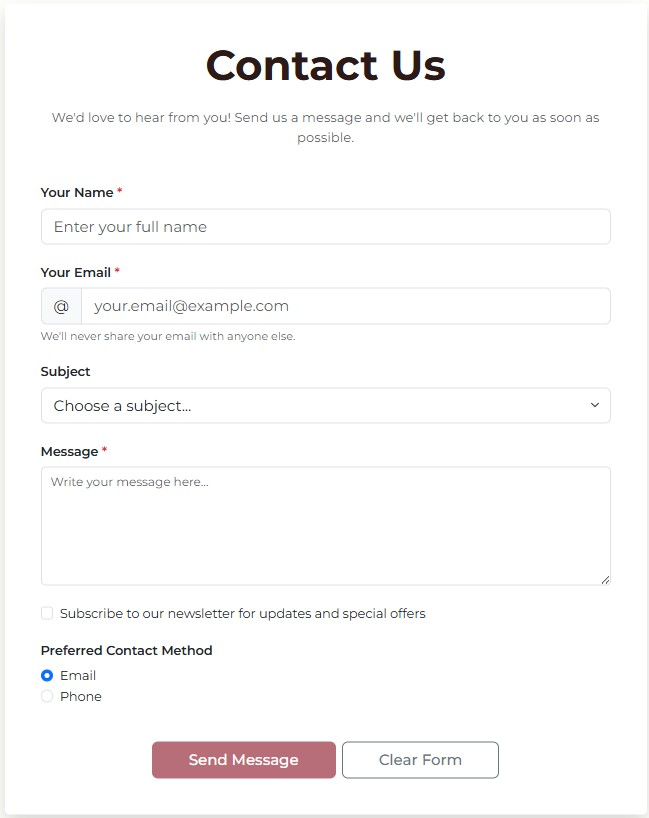 Contact Us
We'd love to hear from you! Send us a message and we'll get back to you as soon as
possible.
Your Name *
Enter your full name
Your Email *
@ your.email@example.com
We'll never share your email with anyone else.
Subject
Choose a subject...
Message *
Write your message here...
Subscribe to our newsletter for updates and special offers
Preferred Contact Method
Email
Phone
Send Message Clear Form